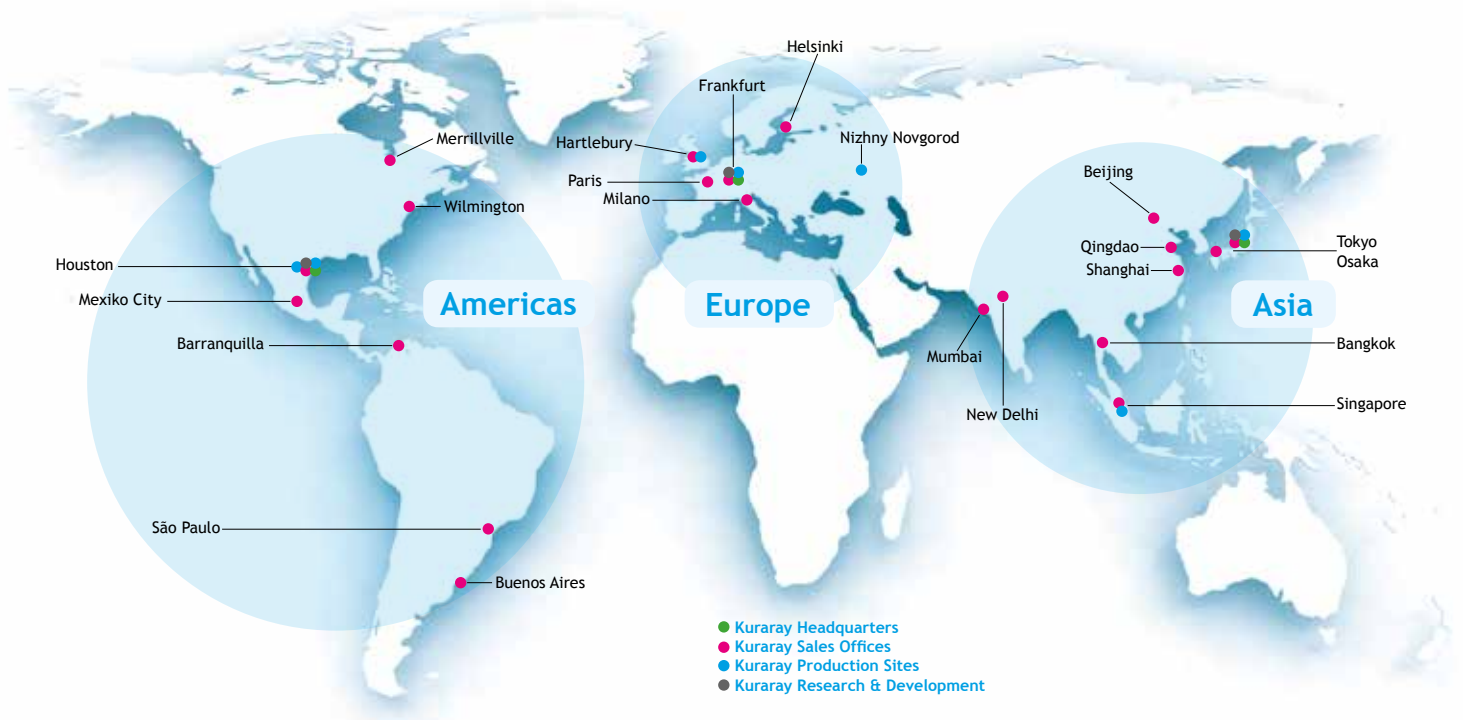 Helsinki
Frankfurt
Merrillville
Hartlebury
Nizhny Novgorod
Beijing
Paris
Milano
Wilmington
Qingdao
Tokyo
Osaka
Houston
Shanghai
Mexiko City
Americas
Europe
Asia
Barranquilla
Mumbai
Bangkok
New Delhi
Singapore
São Paulo
Buenos Aires
Kuraray Headquarters
Kuraray Sales Offices
Kuraray Production Sites
Kuraray Research & Development